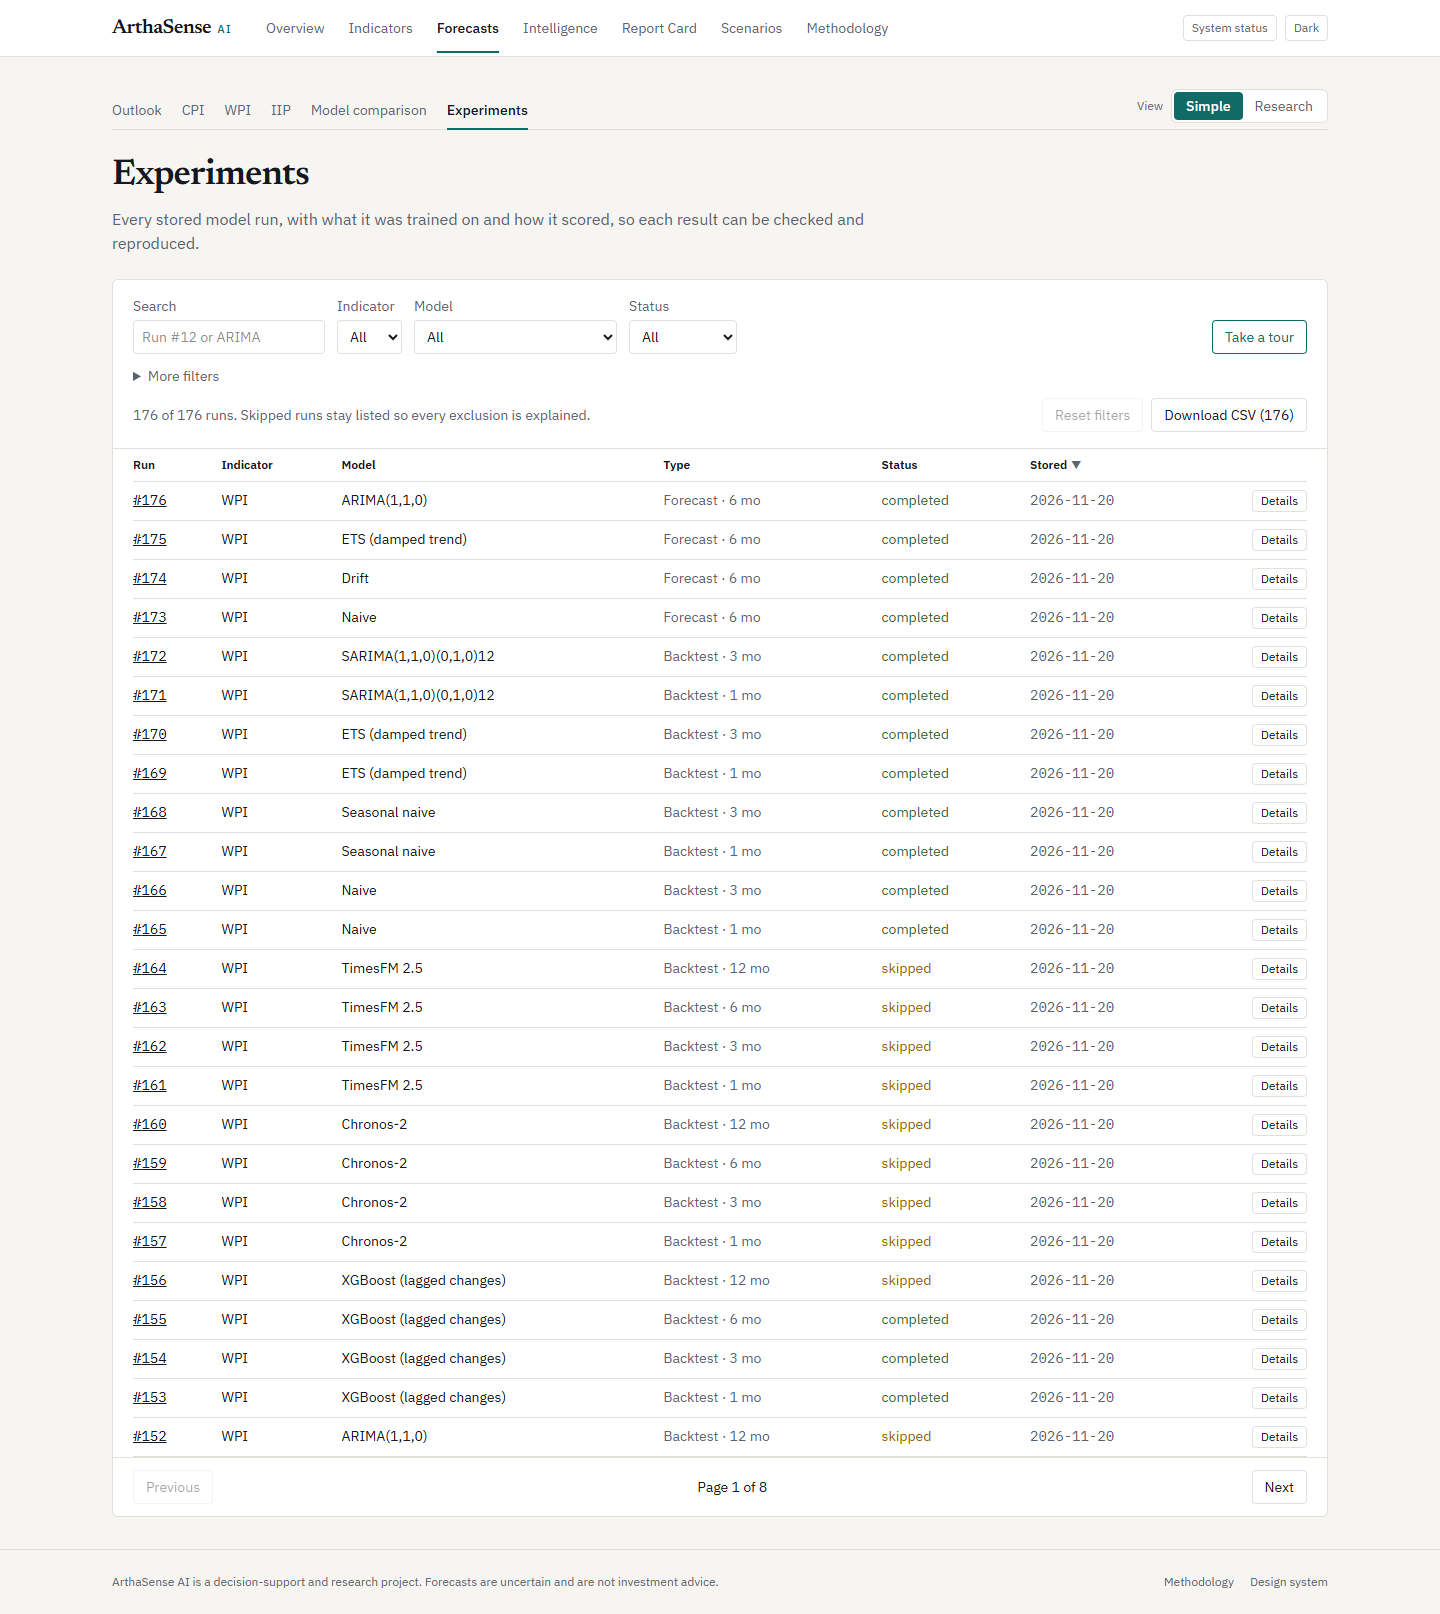 ArthaSense AI Overview Indicators Forecasts Intelligence Report Card Scenarios Methodology System status Dark
Outlook CPI WPI IIP Model comparison Experiments View Simple Research
Experiments
Every stored model run, with what it was trained on and how it scored, so each result can be checked and
reproduced.
Search Indicator Model Status
Run #12 or ARIMA All All All Take a tour
▶ More filters
176 of 176 runs. Skipped runs stay listed so every exclusion is explained. Reset filters Download CSV (176)
Run Indicator Model Type Status Stored ▼
#176 WPI ARIMA(1,1,0) Forecast · 6 mo completed 2026-11-20 Details
#175 WPI ETS (damped trend) Forecast · 6 mo completed 2026-11-20 Details
#174 WPI Drift Forecast · 6 mo completed 2026-11-20 Details
#173 WPI Naive Forecast · 6 mo completed 2026-11-20 Details
#172 WPI SARIMA(1,1,0)(0,1,0)12 Backtest · 3 mo completed 2026-11-20 Details
#171 WPI SARIMA(1,1,0)(0,1,0)12 Backtest · 1 mo completed 2026-11-20 Details
#170 WPI ETS (damped trend) Backtest · 3 mo completed 2026-11-20 Details
#169 WPI ETS (damped trend) Backtest · 1 mo completed 2026-11-20 Details
#168 WPI Seasonal naive Backtest · 3 mo completed 2026-11-20 Details
#167 WPI Seasonal naive Backtest · 1 mo completed 2026-11-20 Details
#166 WPI Naive Backtest · 3 mo completed 2026-11-20 Details
#165 WPI Naive Backtest · 1 mo completed 2026-11-20 Details
#164 WPI TimesFM 2.5 Backtest · 12 mo skipped 2026-11-20 Details
#163 WPI TimesFM 2.5 Backtest · 6 mo skipped 2026-11-20 Details
#162 WPI TimesFM 2.5 Backtest · 3 mo skipped 2026-11-20 Details
#161 WPI TimesFM 2.5 Backtest · 1 mo skipped 2026-11-20 Details
#160 WPI Chronos-2 Backtest · 12 mo skipped 2026-11-20 Details
#159 WPI Chronos-2 Backtest · 6 mo skipped 2026-11-20 Details
#158 WPI Chronos-2 Backtest · 3 mo skipped 2026-11-20 Details
#157 WPI Chronos-2 Backtest · 1 mo skipped 2026-11-20 Details
#156 WPI XGBoost (lagged changes) Backtest · 12 mo skipped 2026-11-20 Details
#155 WPI XGBoost (lagged changes) Backtest · 6 mo completed 2026-11-20 Details
#154 WPI XGBoost (lagged changes) Backtest · 3 mo completed 2026-11-20 Details
#153 WPI XGBoost (lagged changes) Backtest · 1 mo completed 2026-11-20 Details
#152 WPI ARIMA(1,1,0) Backtest · 12 mo skipped 2026-11-20 Details
Previous Page 1 of 8 Next
ArthaSense AI is a decision-support and research project. Forecasts are uncertain and are not investment advice. Methodology Design system